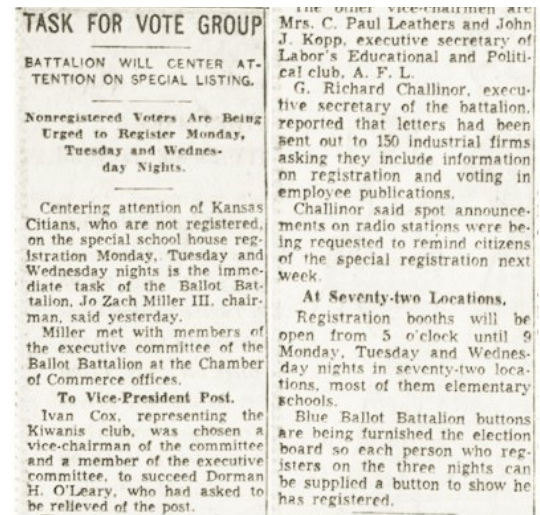 TASK FOR VOTE GROUP
BATTALION WILL CENTER AT-
TENTION ON SPECIAL LISTING.
Nonregistered Voters Are Being
Urged to Register Monday,
Tuesday and Wednes-
day Nights.
Centering attention of Kansas
Citians, who are not registered,
on the special school house reg-
istration Monday, Tuesday and
Wednesday nights is the imme-
diate task of the Ballot Bat-
talion, Jo Zach Miller III, chair-
man, said yesterday.
Miller met with members of
the executive committee of the
Ballot Battalion at the Chamber
of Commerce offices.
To Vice-President Post.
Ivan Cox, representing the
Kiwanis club, was chosen a
vice-chairman of the committee
and a member of the executive
committee, to succeed Dorman
H. O'Leary, who had asked to
be relieved of the post.
The other vice-chairmen are
Mrs. C. Paul Leathers and John
J. Kopp, executive secretary of
Labor's Educational and Politi-
cal club, A. F. L.
G. Richard Challinor, execu-
tive secretary of the battalion,
reported that letters had been
sent out to 150 industrial firms
asking they include information
on registration and voting in
employee publications.
Challinor said spot announce-
ments on radio stations were be-
ing requested to remind citizens
of the special registration next
week.
At Seventy-two Locations.
Registration booths will be
open from 5 o'clock until 9
Monday, Tuesday and Wednes-
day nights in seventy-two loca-
tions, most of them elementary
schools.
Blue Ballot Battalion buttons
are being furnished the election
board so each person who reg-
isters on the three nights can
be supplied a button to show he
has registered.